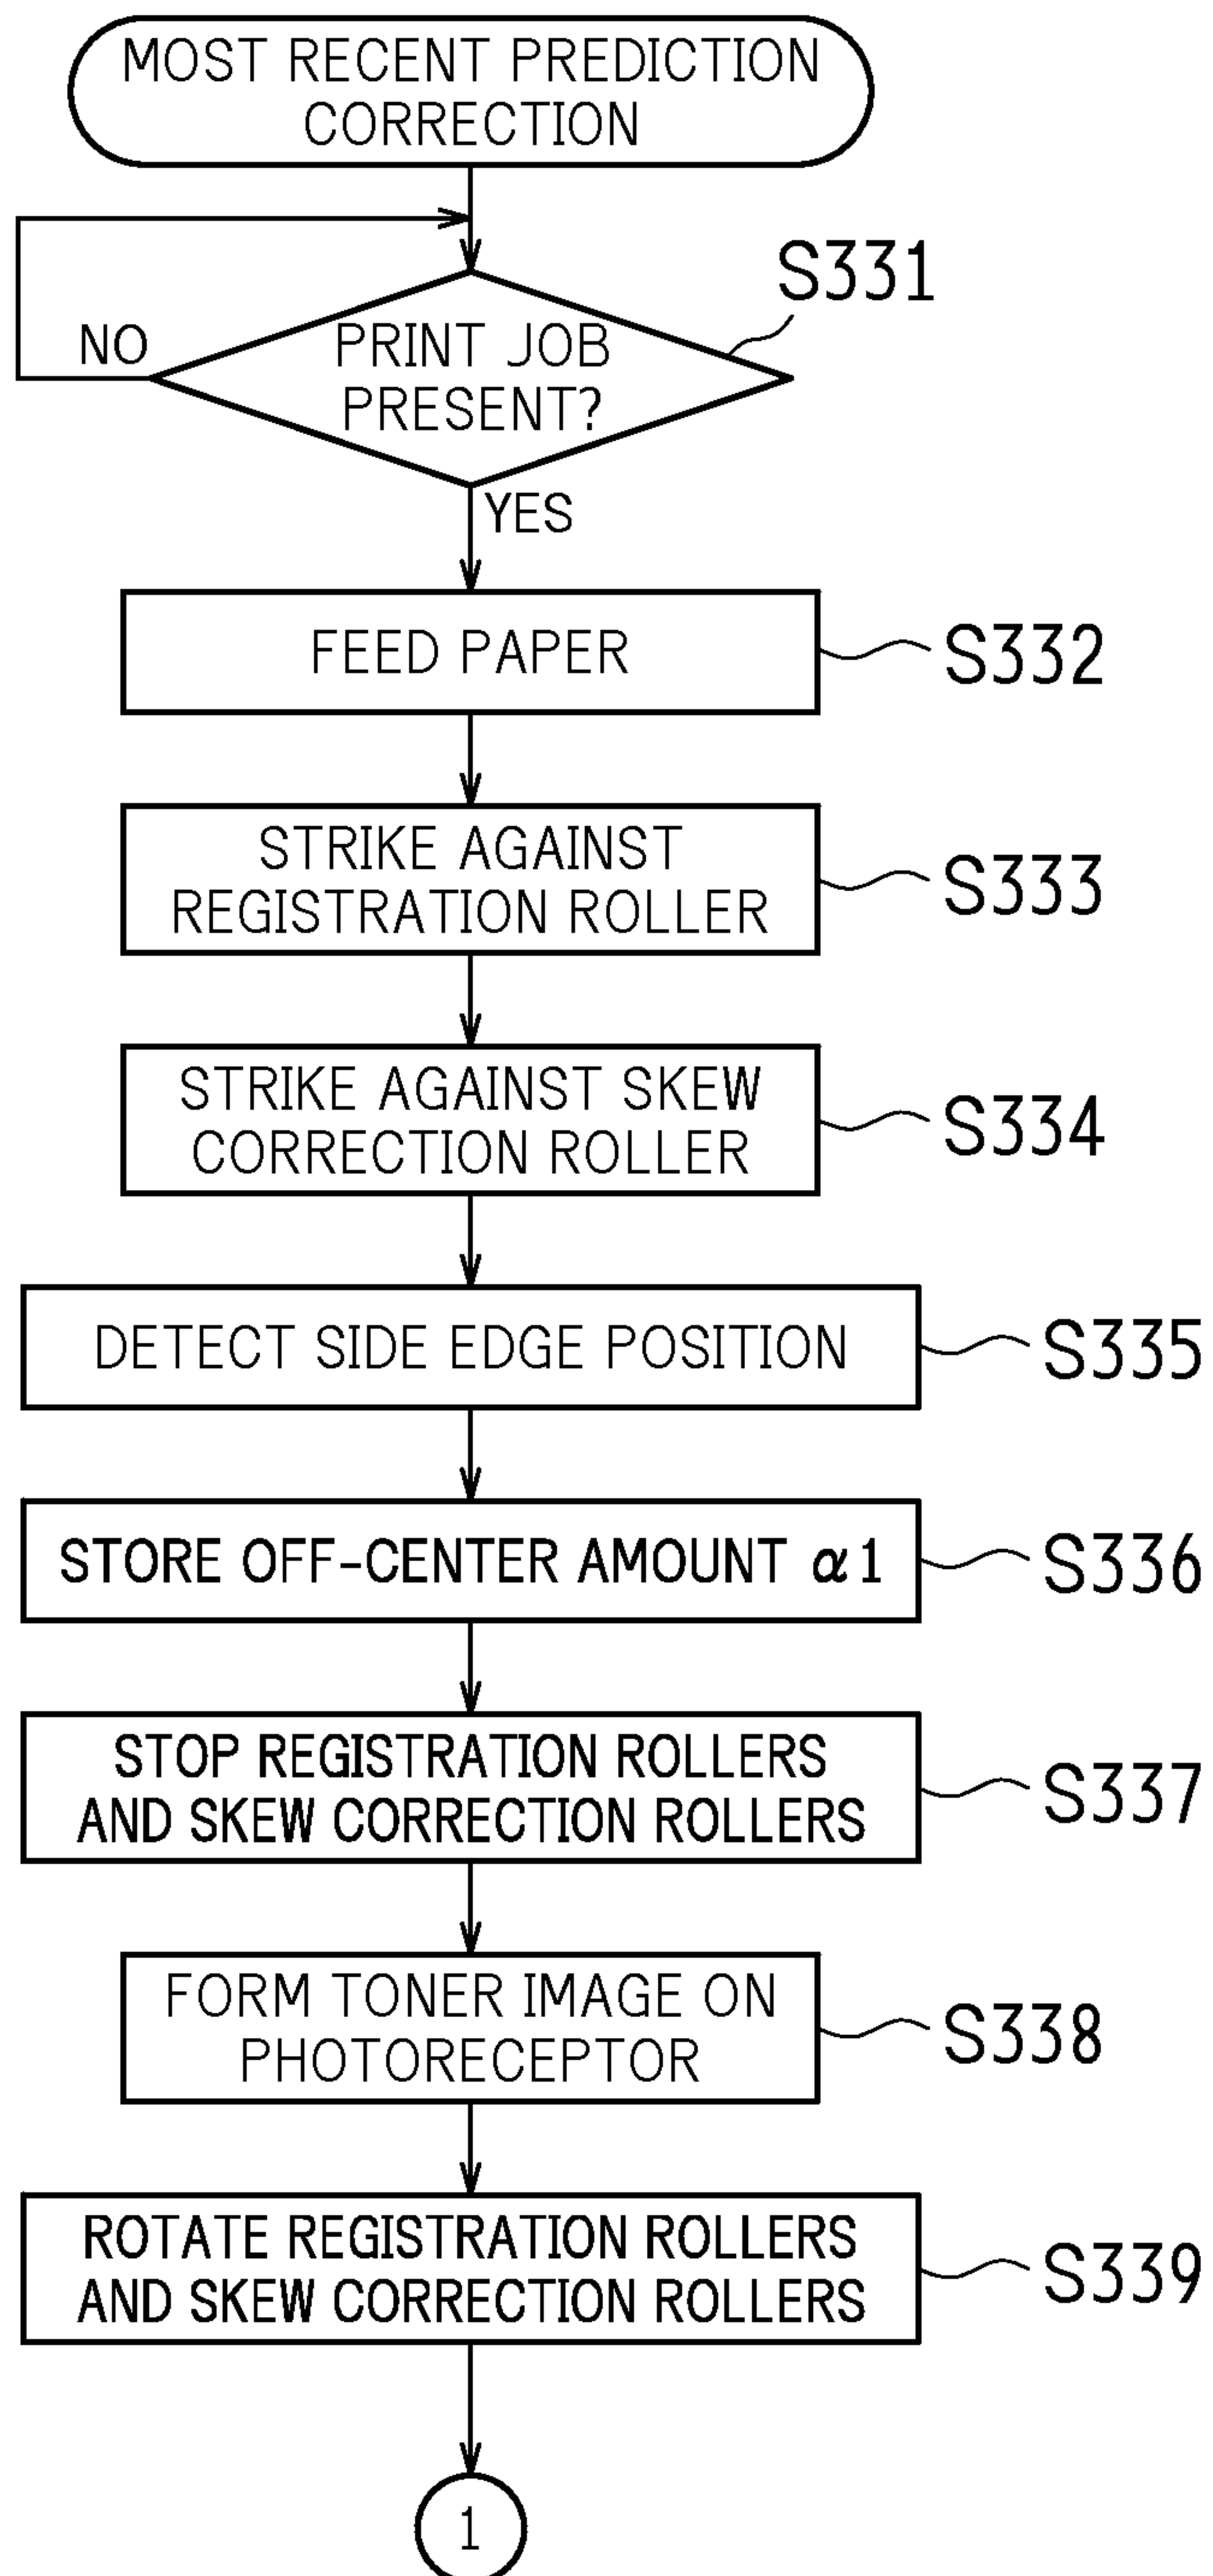 MOST RECENT PREDICTION
CORRECTION
S331
NO
PRINT JOB
PRESENT?
YES
FEED PAPER
S332
STRIKE AGAINST
REGISTRATION ROLLER
S333
STRIKE AGAINST SKEW
CORRECTION ROLLER
S334
DETECT SIDE EDGE POSITION
S335
STORE OFF-CENTER AMOUNT α1
S336
STOP REGISTRATION ROLLERS
AND SKEW CORRECTION ROLLERS
S337
FORM TONER IMAGE ON
PHOTORECEPTOR
S338
ROTATE REGISTRATION ROLLERS
AND SKEW CORRECTION ROLLERS
S339
1